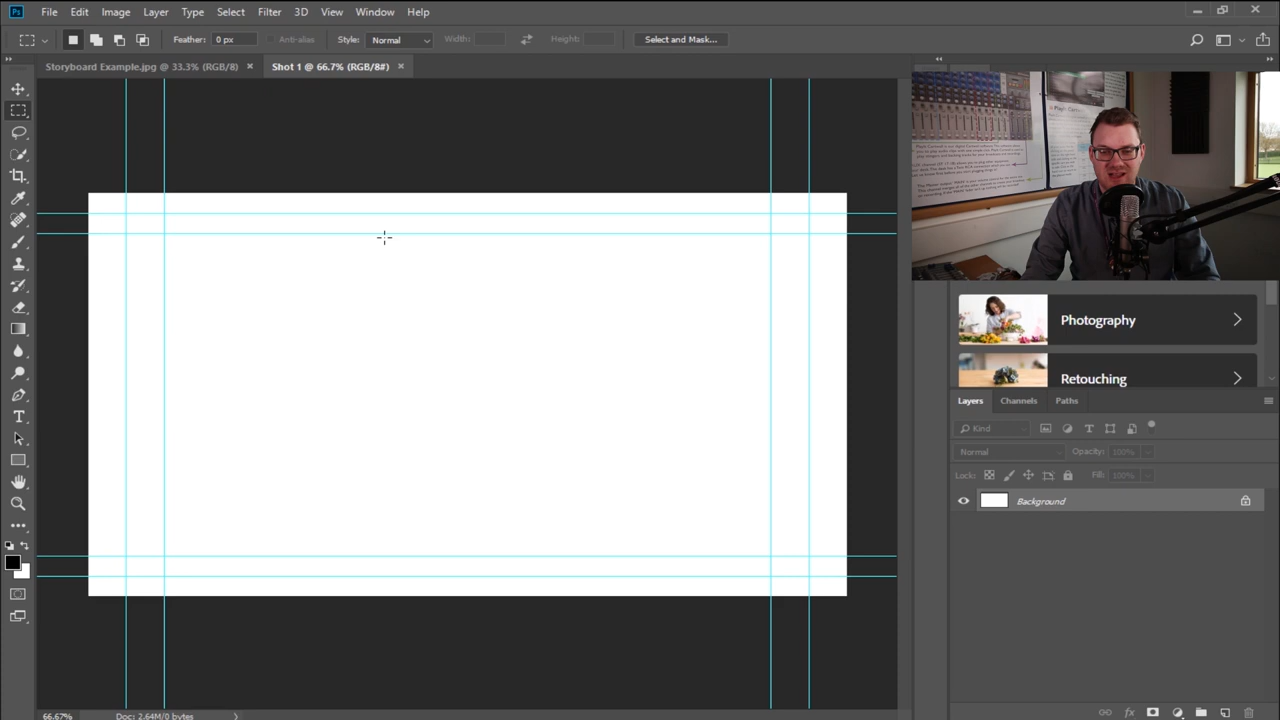 Ps File Edit Image Layer Type Select Filter 3D View Window Help
Feather: 0 px Anti-alias Style: Normal Width: Height: Select and Mask...
Storyboard Example.jpg @ 33.3% (RGB/8) × Shot 1 @ 66.7% (RGB/8#) ×
Photography
Retouching
Layers Channels Paths
Kind
Normal Opacity: 100%
Lock: Fill: 100%
Background
66.67% Doc: 2.64M/0 bytes